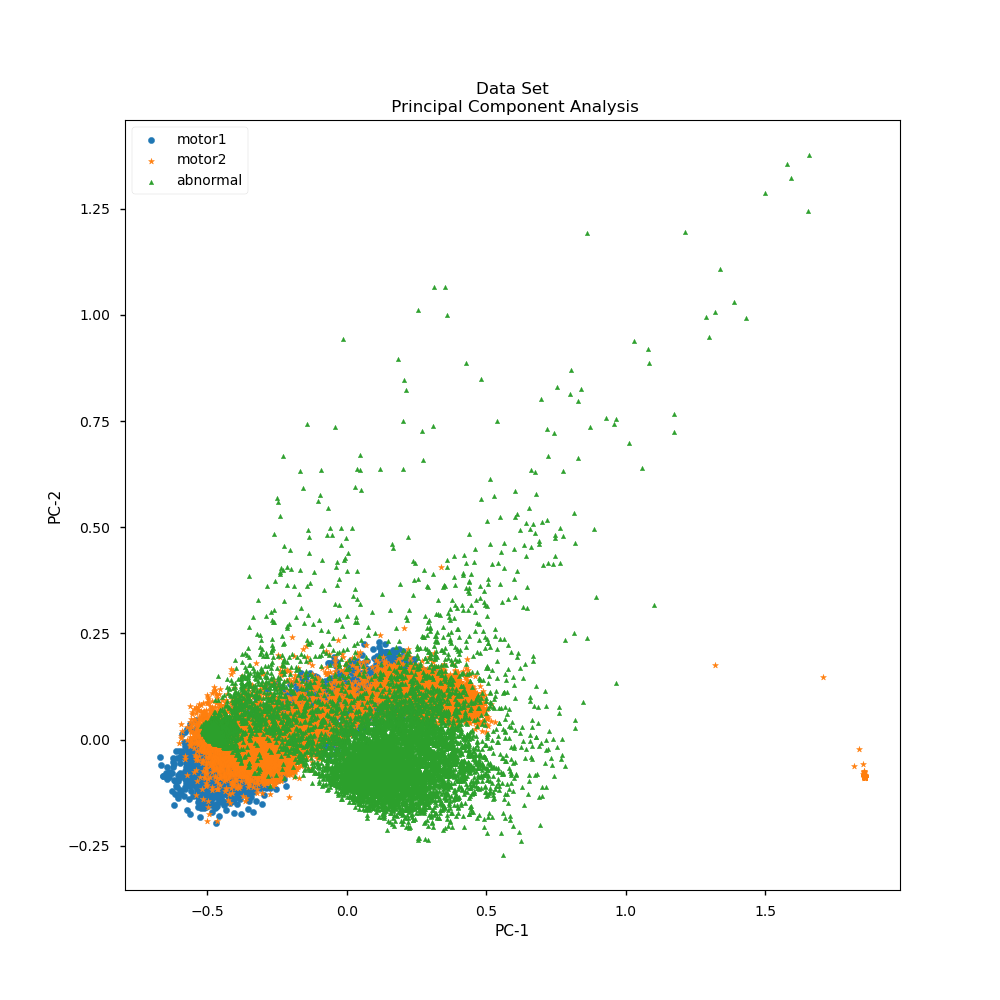 Data Set
Principal Component Analysis
motor1
motor2
abnormal
1.25
1.00
0.75
0.50
0.25
0.00
−0.25
PC-2
−0.5
0.0
0.5
1.0
1.5
PC-1